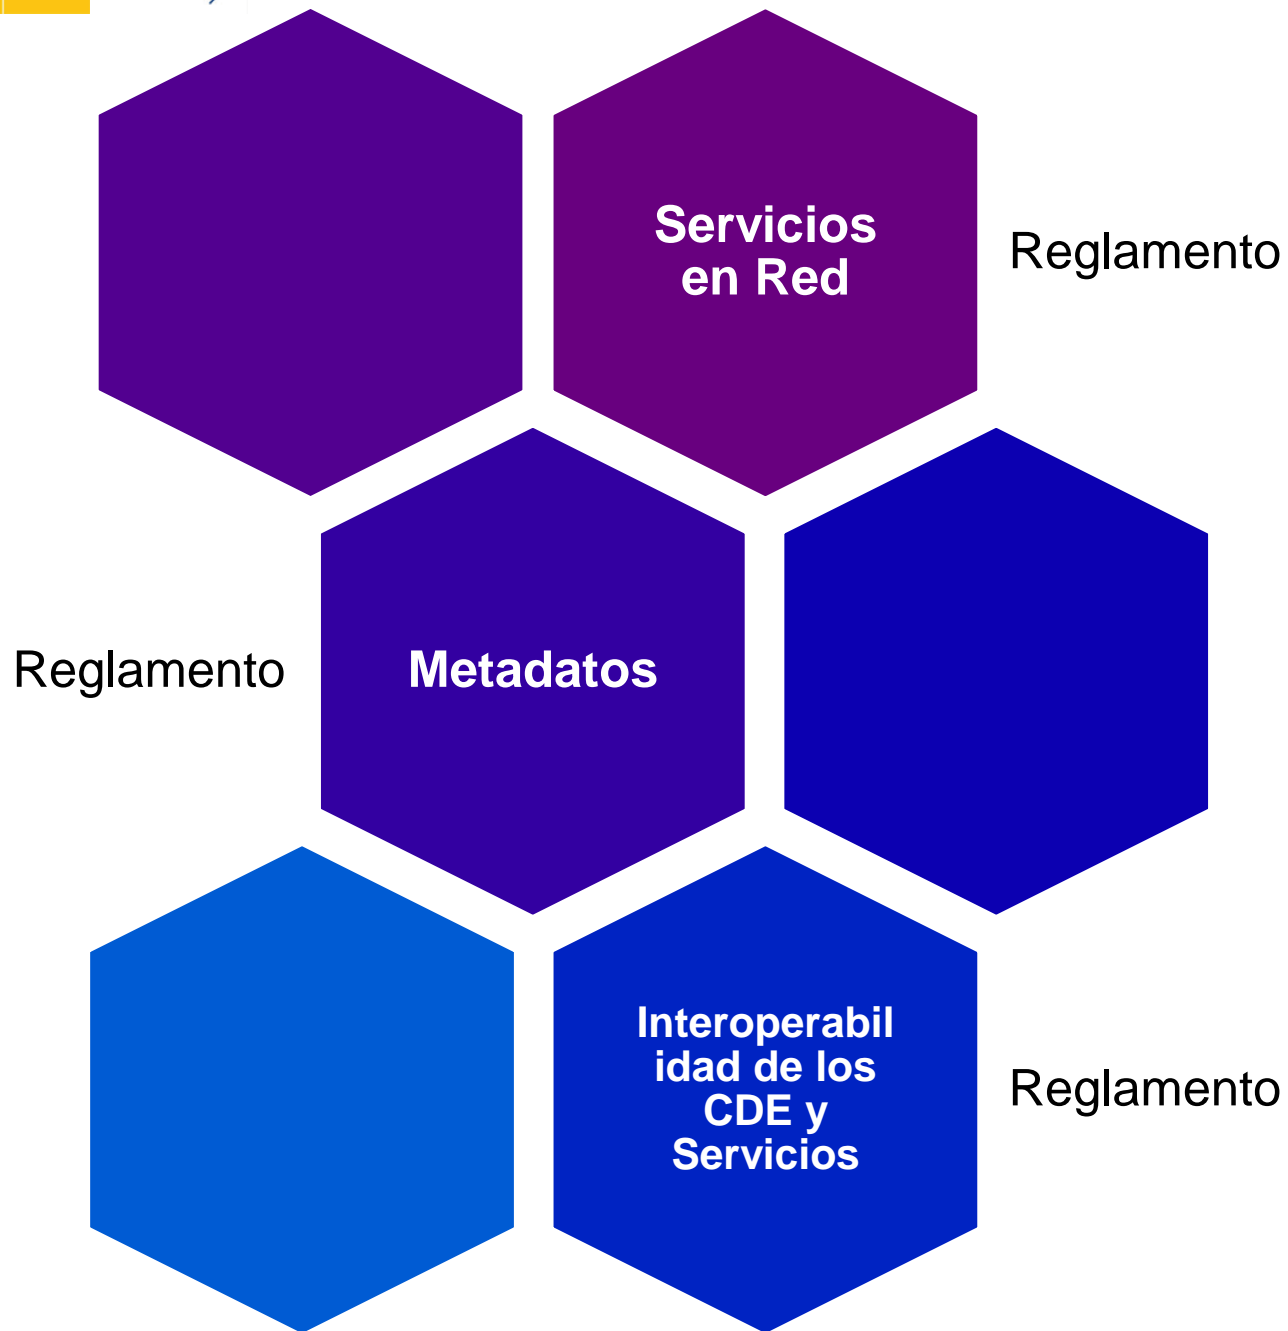 Servicios
en Red
Reglamento
Reglamento
Metadatos
Interoperabil
idad de los
CDE y
Servicios
Reglamento